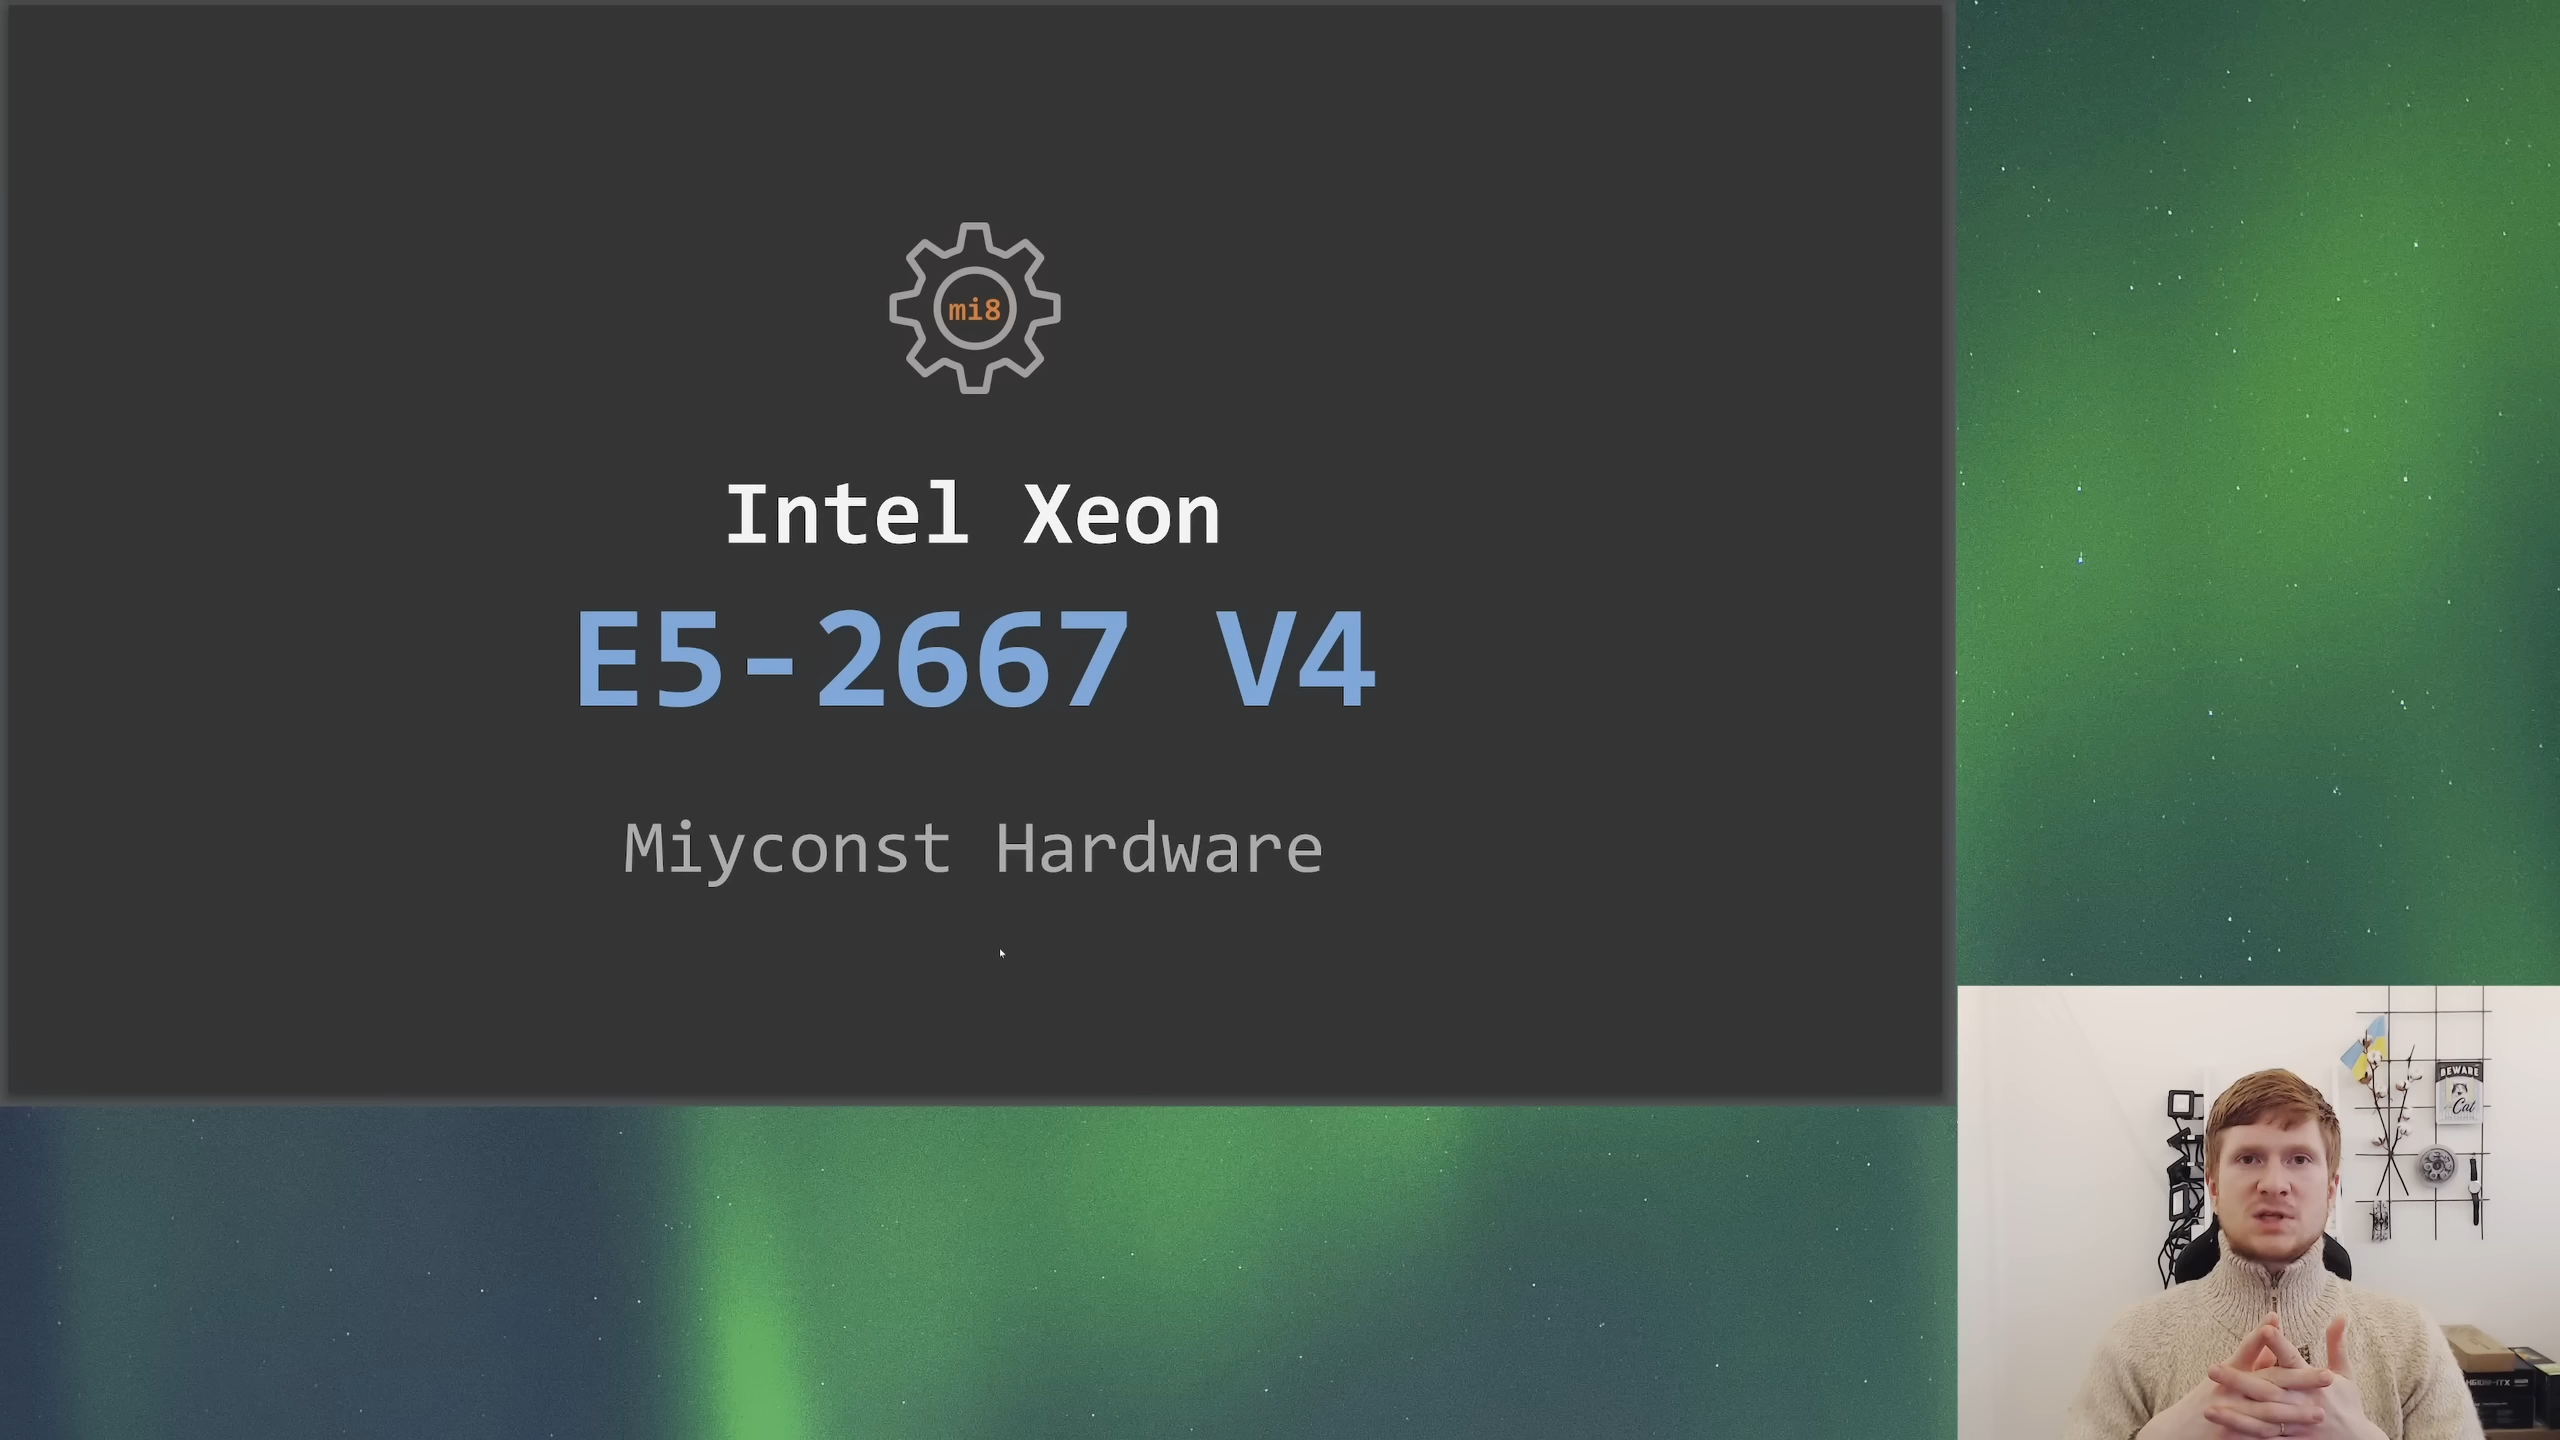 mi8
Intel Xeon
E5-2667 V4
Miyconst Hardware
BEWARE
Cat